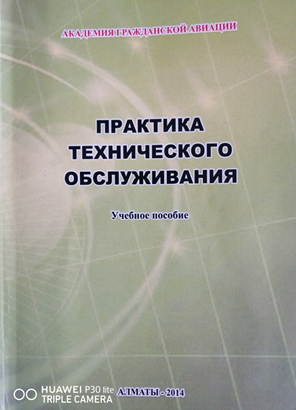 АКАДЕМИЯ ГРАЖДАНСКОЙ АВИАЦИИ
ПРАКТИКА
ТЕХНИЧЕСКОГО
ОБСЛУЖИВАНИЯ
Учебное пособие
АЛМАТЫ - 2014
HUAWEI P30 lite
TRIPLE CAMERA